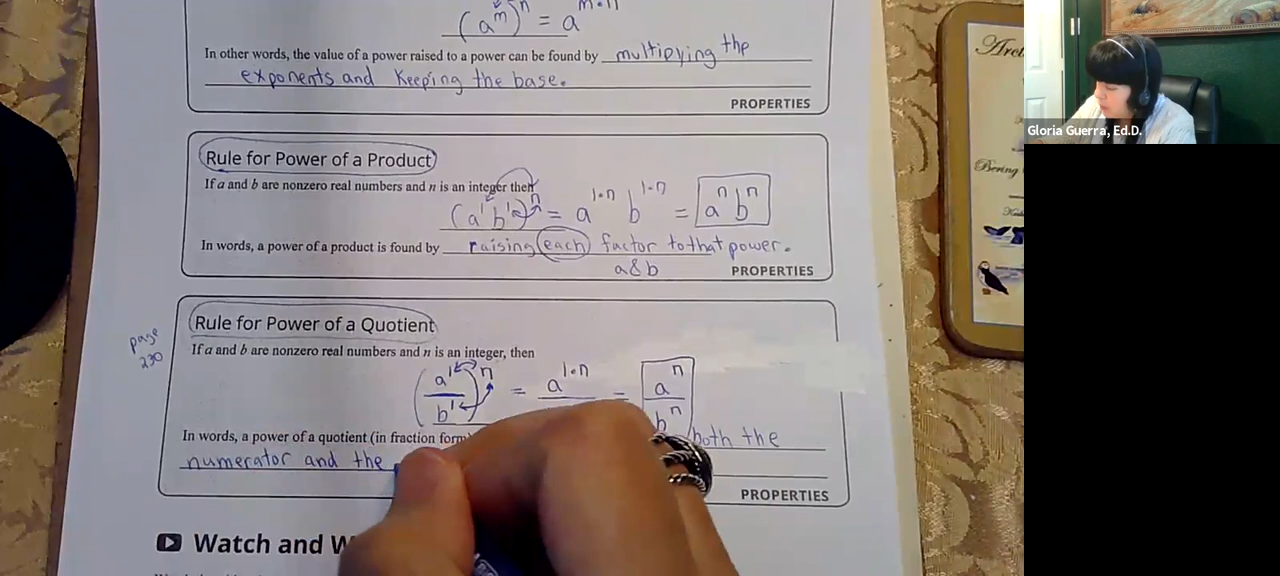 (a^m)^n = a^m·n
In other words, the value of a power raised to a power can be found by multipying the
exponents and keeping the base.
PROPERTIES
Rule for Power of a Product
If a and b are nonzero real numbers and n is an integer then
(a^1 b^1)^n = a^1·n b^1·n = a^n b^n
In words, a power of a product is found by raising each factor to that power.
a & b
PROPERTIES
Rule for Power of a Quotient
page
230
If a and b are nonzero real numbers and n is an integer, then
(a^1/b^1)^n = a^1·n = a^n/b^n
In words, a power of a quotient (in fraction form) both the
numerator and the
PROPERTIES
Watch and W
Gloria Guerra, Ed.D.
Bering